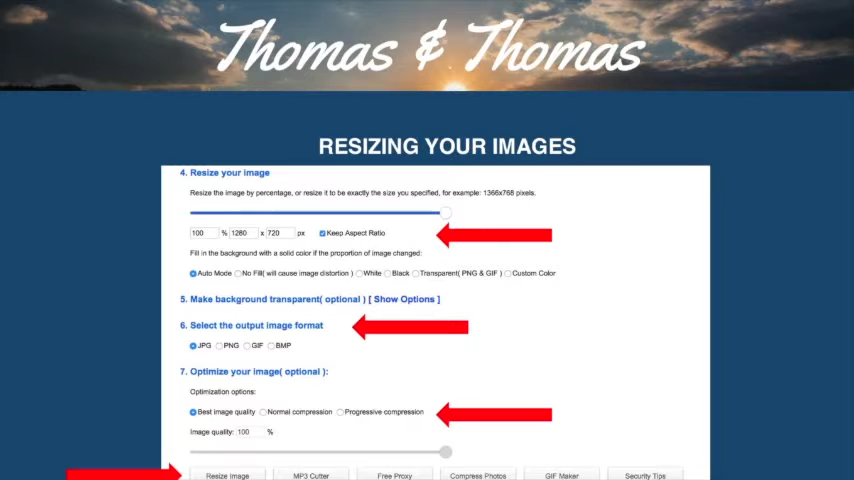 Thomas & Thomas
RESIZING YOUR IMAGES
4. Resize your image
Resize the image by percentage, or resize it to be exactly the size you specified, for example: 1366x768 pixels.
100 % 1280 x 720 px Keep Aspect Ratio
Fill in the background with a solid color if the proportion of image changed:
Auto Mode No Fill( will cause image distortion ) White Black Transparent( PNG & GIF ) Custom Color
5. Make background transparent( optional ) [ Show Options ]
6. Select the output image format
JPG PNG GIF BMP
7. Optimize your image( optional ):
Optimization options:
Best image quality Normal compression Progressive compression
Image quality: 100 %
Resize Image MP3 Cutter Free Proxy Compress Photos GIF Maker Security Tips